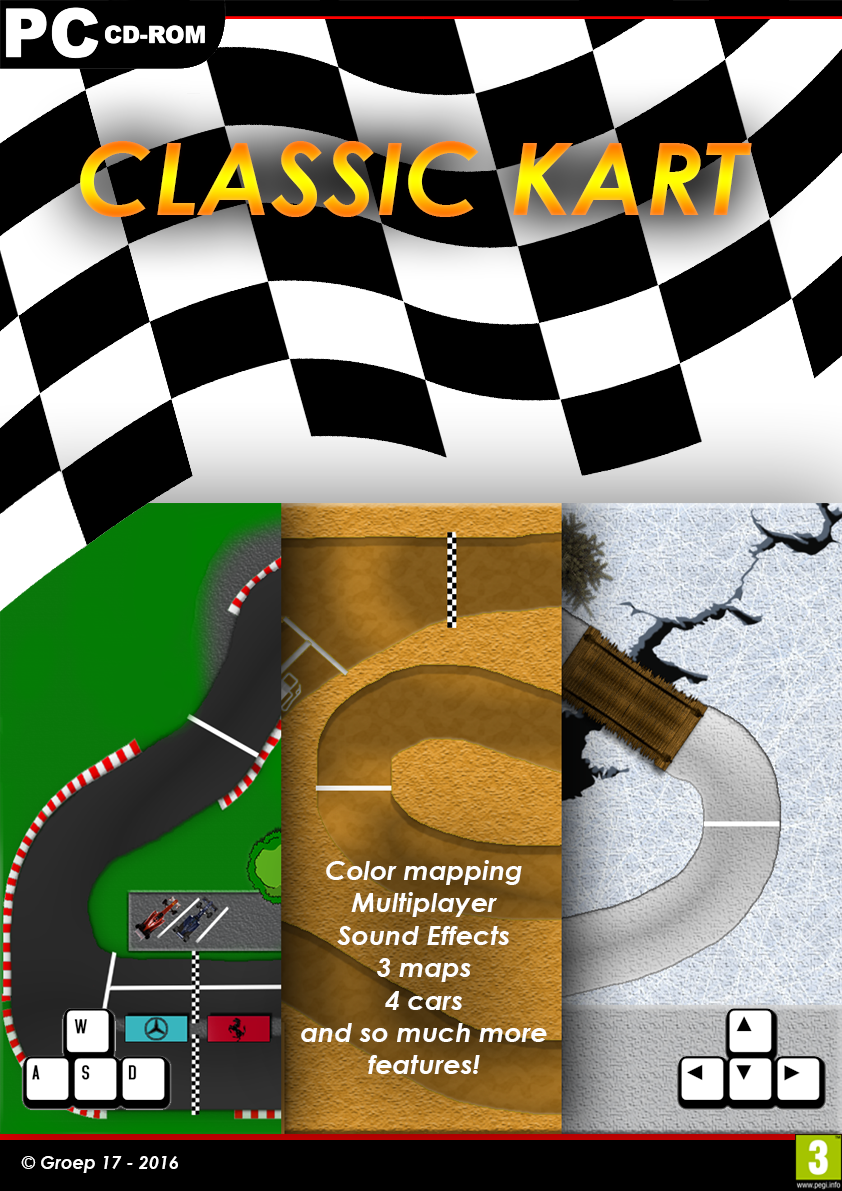 PC CD-ROM
CLASSIC KART
Color mapping
Multiplayer
Sound Effects
3 maps
4 cars
and so much more
features!
W
A S D
© Groep 17 - 2016
3
www.pegi.info